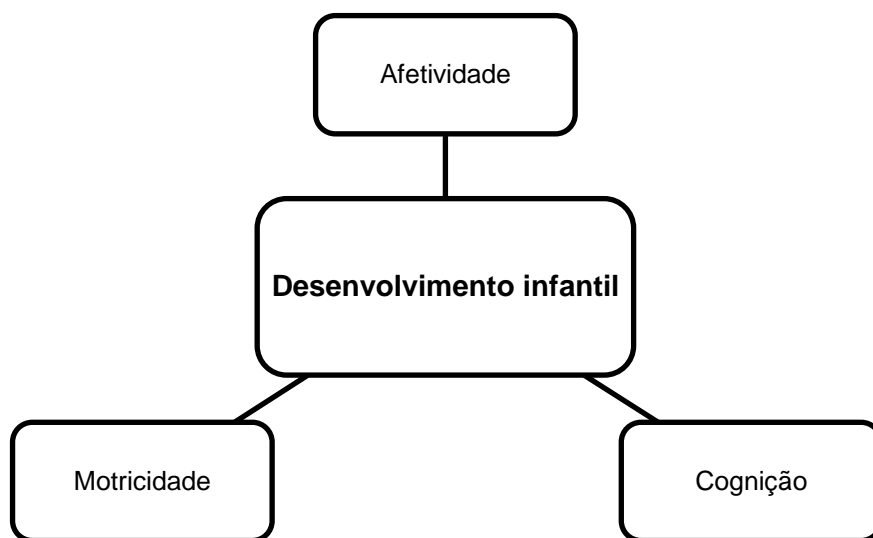 Afetividade
Desenvolvimento infantil
Motricidade
Cognição